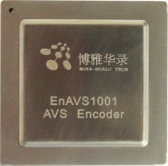 博雅华录
BOYA-HUALU TECH
EnAVS1001
AVS Encoder